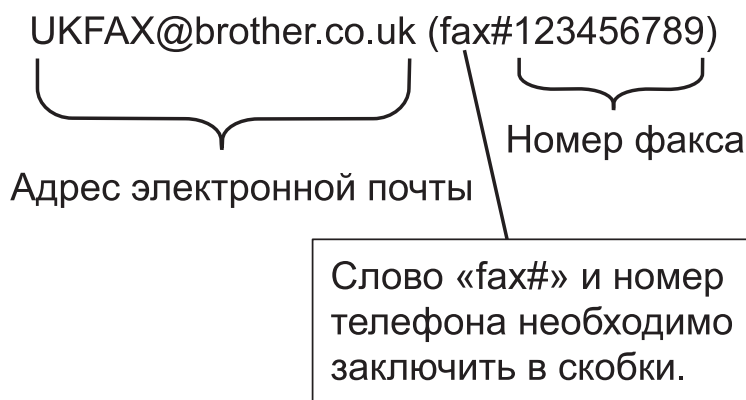 UKFAX@brother.co.uk (fax#123456789)
Номер факса
Адрес электронной почты
Слово «fax#» и номер
телефона необходимо
заключить в скобки.